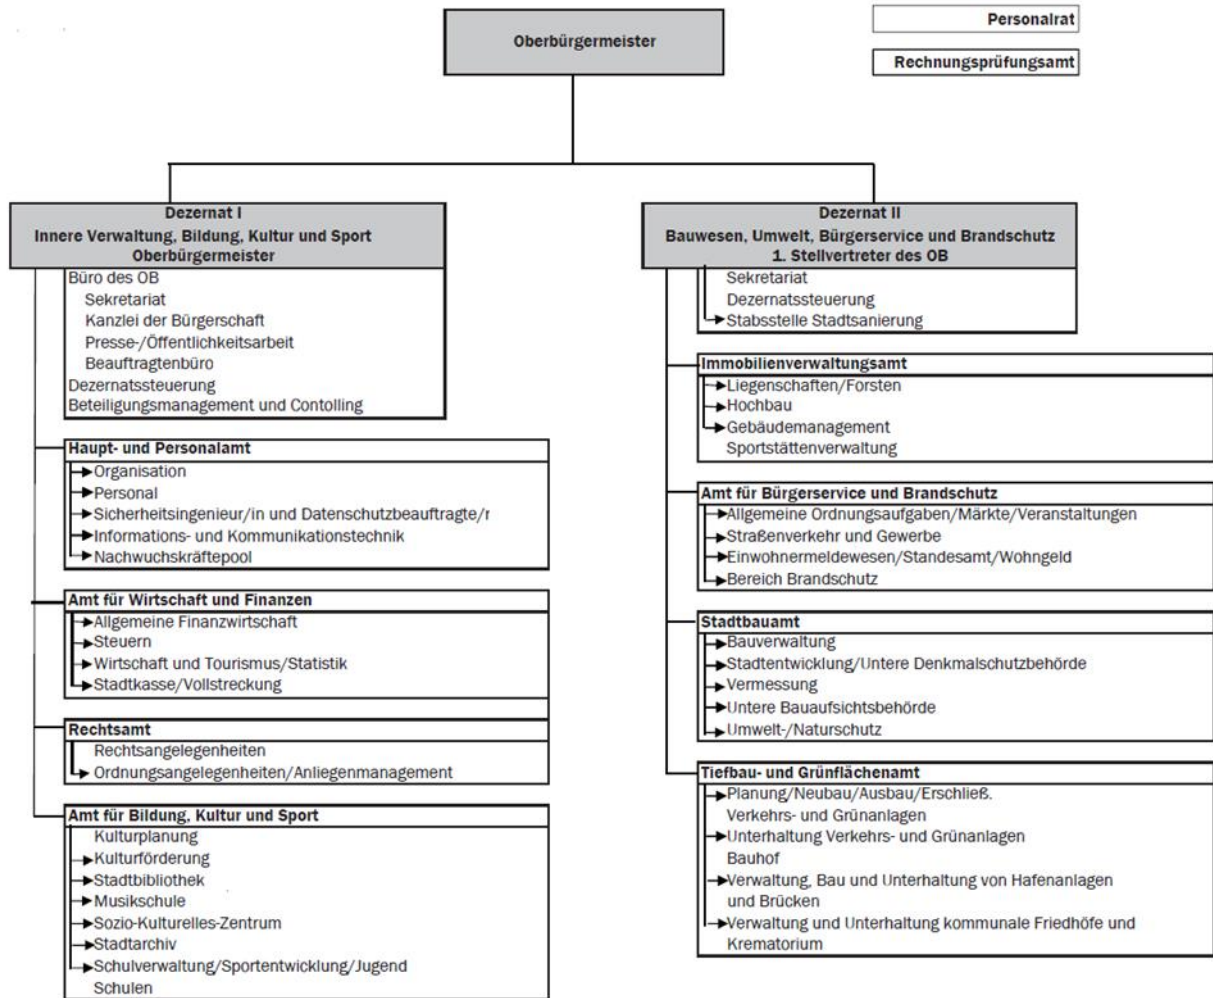 Oberbürgermeister
Personalrat
Rechnungsprüfungsamt
Dezernat I
Innere Verwaltung, Bildung, Kultur und Sport
Oberbürgermeister
Büro des OB
Sekretariat
Kanzlei der Bürgerschaft
Presse-/Öffentlichkeitsarbeit
Beauftragtenbüro
Dezernatssteuerung
Beteiligungsmanagement und Contolling
Haupt- und Personalamt
Organisation
Personal
Sicherheitsingenieur/in und Datenschutzbeauftragte/r
Informations- und Kommunikationstechnik
Nachwuchskräftepool
Amt für Wirtschaft und Finanzen
Allgemeine Finanzwirtschaft
Steuern
Wirtschaft und Tourismus/Statistik
Stadtkasse/Vollstreckung
Rechtsamt
Rechtsangelegenheiten
Ordnungsangelegenheiten/Anliegenmanagement
Amt für Bildung, Kultur und Sport
Kulturplanung
Kulturförderung
Stadtbibliothek
Musikschule
Sozio-Kulturelles-Zentrum
Stadtarchiv
Schulverwaltung/Sportentwicklung/Jugend
Schulen
Dezernat II
Bauwesen, Umwelt, Bürgerservice und Brandschutz
1. Stellvertreter des OB
Sekretariat
Dezernatssteuerung
Stabsstelle Stadtsanierung
Immobilienverwaltungsamt
Liegenschaften/Forsten
Hochbau
Gebäudemanagement
Sportstättenverwaltung
Amt für Bürgerservice und Brandschutz
Allgemeine Ordnungsaufgaben/Märkte/Veranstaltungen
Straßenverkehr und Gewerbe
Einwohnermeldewesen/Standesamt/Wohngeld
Bereich Brandschutz
Stadtbauamt
Bauverwaltung
Stadtentwicklung/Untere Denkmalschutzbehörde
Vermessung
Untere Bauaufsichtsbehörde
Umwelt-/Naturschutz
Tiefbau- und Grünflächenamt
Planung/Neubau/Ausbau/Erschließ.
Verkehrs- und Grünanlagen
Unterhaltung Verkehrs- und Grünanlagen
Bauhof
Verwaltung, Bau und Unterhaltung von Hafenanlagen
und Brücken
Verwaltung und Unterhaltung kommunale Friedhöfe und
Krematorium